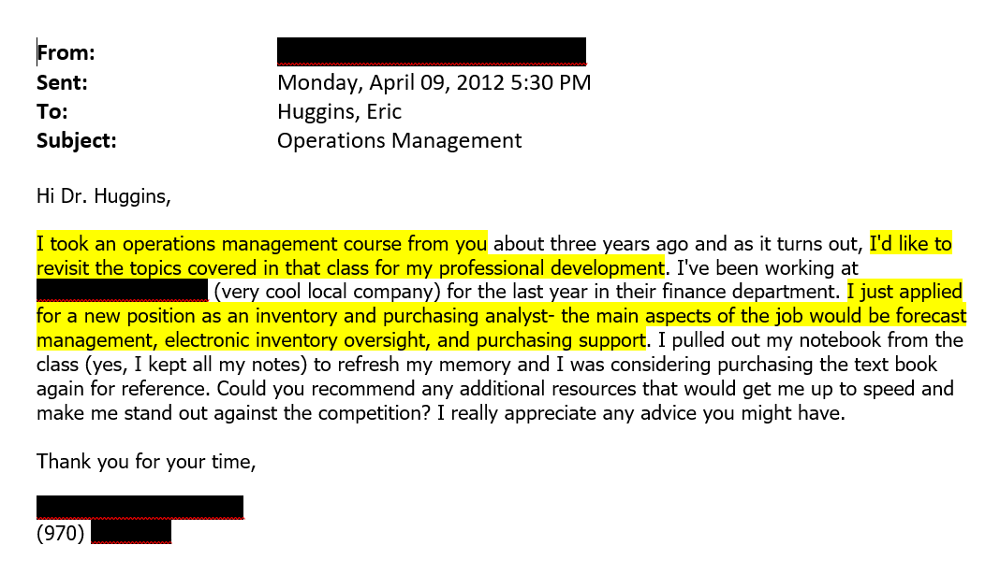 From:
Sent: Monday, April 09, 2012 5:30 PM
To: Huggins, Eric
Subject: Operations Management
Hi Dr. Huggins,
I took an operations management course from you about three years ago and as it turns out, I'd like to
revisit the topics covered in that class for my professional development. I've been working at
(very cool local company) for the last year in their finance department. I just applied
for a new position as an inventory and purchasing analyst- the main aspects of the job would be forecast
management, electronic inventory oversight, and purchasing support. I pulled out my notebook from the
class (yes, I kept all my notes) to refresh my memory and I was considering purchasing the text book
again for reference. Could you recommend any additional resources that would get me up to speed and
make me stand out against the competition? I really appreciate any advice you might have.
Thank you for your time,
(970)